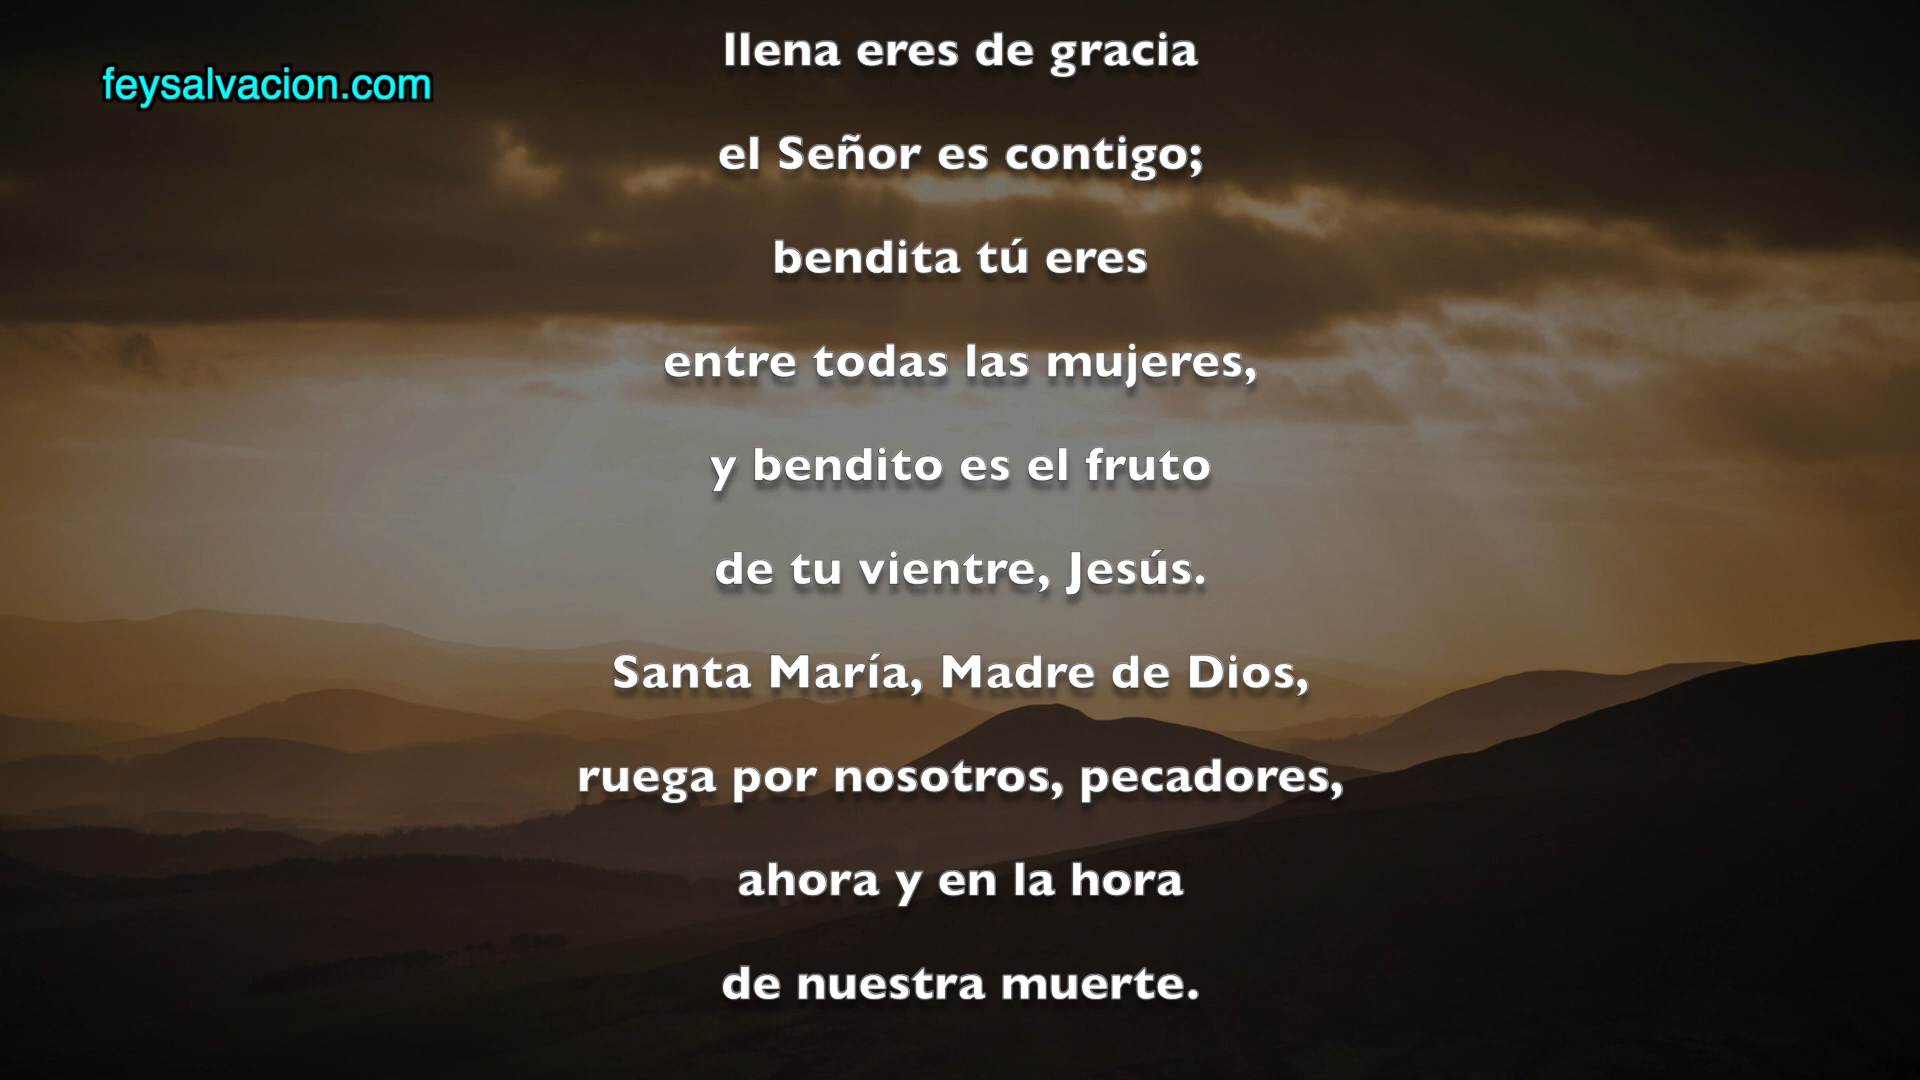 feysalvacion.com
llena eres de gracia
el Señor es contigo;
bendita tú eres
entre todas las mujeres,
y bendito es el fruto
de tu vientre, Jesús.
Santa María, Madre de Dios,
ruega por nosotros, pecadores,
ahora y en la hora
de nuestra muerte.